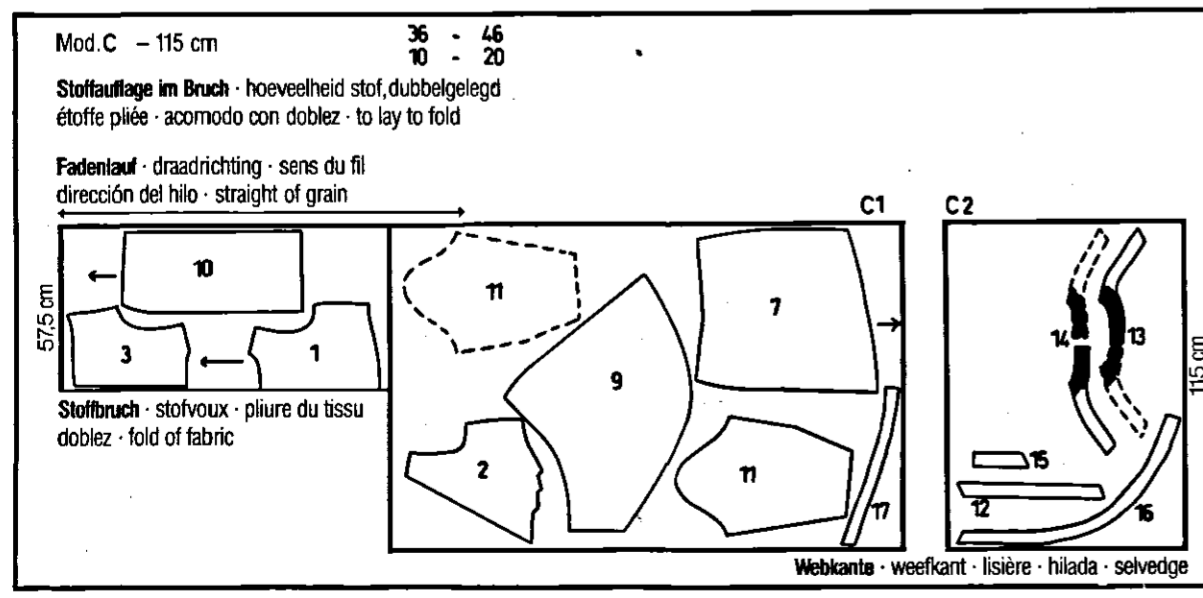 Mod.C – 115 cm 36 - 46
10 - 20
Stoffauflage im Bruch · hoeveelheid stof,dubbelgelegd
étoffe pliée · acomodo con doblez · to lay to fold
Fadenlauf · draadrichting · sens du fil
dirección del hilo · straight of grain
C1
C2
57,5 cm
10
3
1
11
7
9
2
11
17
14
13
15
12
16
115 cm
Stoffbruch · stofvoux · pliure du tissu
doblez · fold of fabric
Webkante · weefkant · lisière · hilada · selvedge